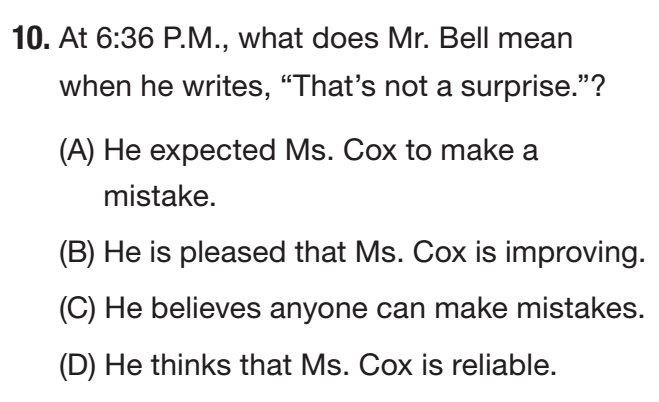 10. At 6:36 P.M., what does Mr. Bell mean
when he writes, “That’s not a surprise.”?
(A) He expected Ms. Cox to make a
mistake.
(B) He is pleased that Ms. Cox is improving.
(C) He believes anyone can make mistakes.
(D) He thinks that Ms. Cox is reliable.